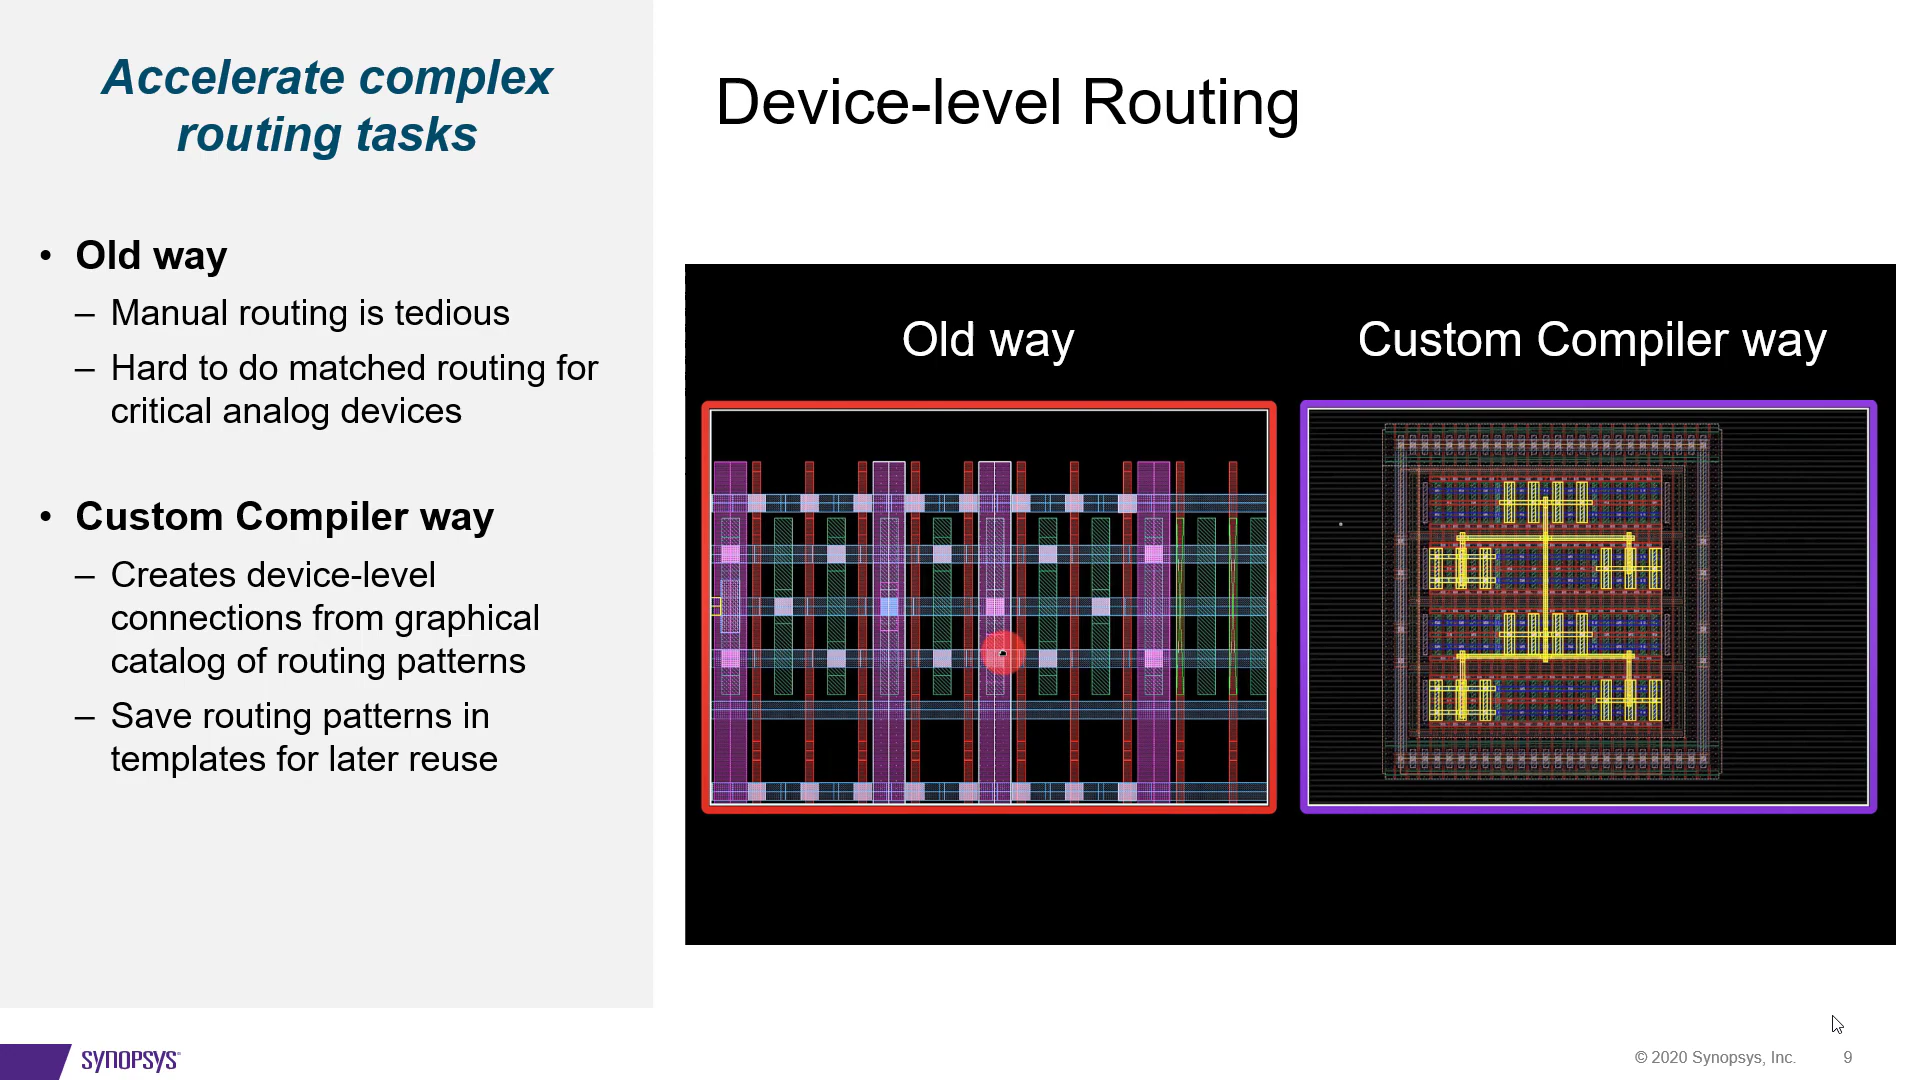 Accelerate complex
routing tasks
• Old way
– Manual routing is tedious
– Hard to do matched routing for
critical analog devices
• Custom Compiler way
– Creates device-level
connections from graphical
catalog of routing patterns
– Save routing patterns in
templates for later reuse
Device-level Routing
Old way
Custom Compiler way
SYNOPSYS®
© 2020 Synopsys, Inc.
9